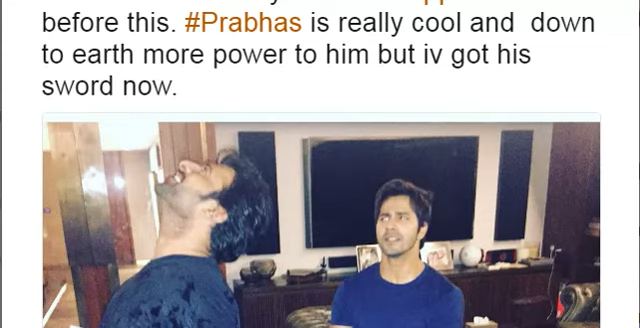 before this. #Prabhas is really cool and down
to earth more power to him but iv got his
sword now.